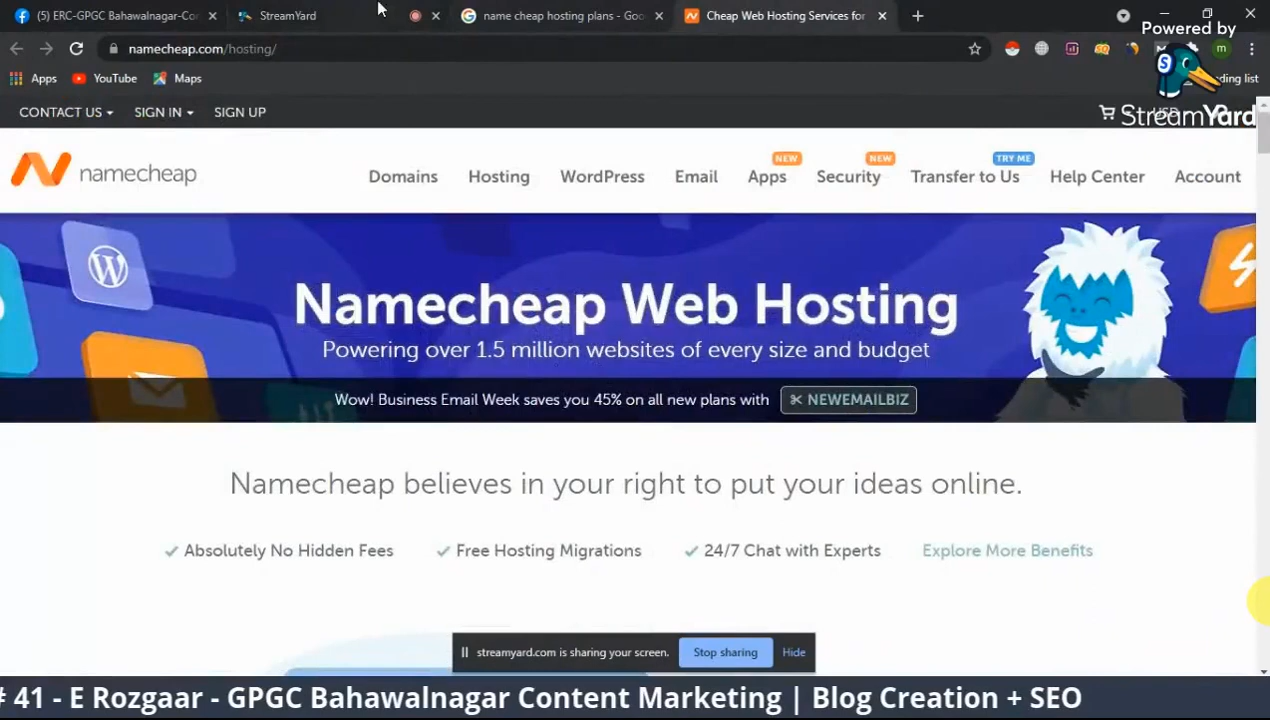 (5) ERC-GPGC Bahawalnagar-Co
StreamYard
name cheap hosting plans - Goo
Cheap Web Hosting Services for
namecheap.com/hosting/
Powered by
Apps
YouTube
Maps
ding list
StreamYard
CONTACT US
SIGN IN
SIGN UP
USD
namecheap
Domains
Hosting
WordPress
Email
NEW
Apps
NEW
Security
TRY ME
Transfer to Us
Help Center
Account
Namecheap Web Hosting
Powering over 1.5 million websites of every size and budget
Wow! Business Email Week saves you 45% on all new plans with NEWEMAILBIZ
Namecheap believes in your right to put your ideas online.
Absolutely No Hidden Fees
Free Hosting Migrations
24/7 Chat with Experts
Explore More Benefits
streamyard.com is sharing your screen.
Stop sharing
Hide
# 41 - E Rozgaar - GPGC Bahawalnagar Content Marketing | Blog Creation + SEO